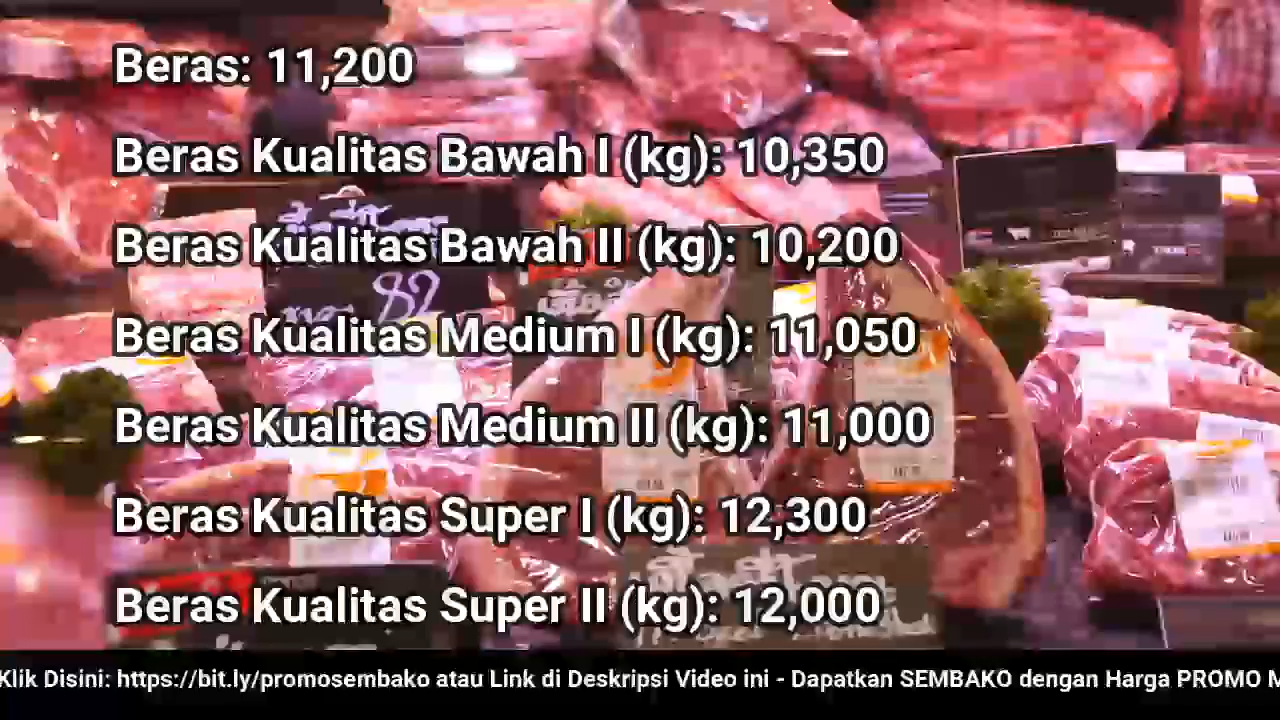 Beras: 11,200
Beras Kualitas Bawah I (kg): 10,350
Beras Kualitas Bawah II (kg): 10,200
82
Beras Kualitas Medium I (kg): 11,050
Beras Kualitas Medium II (kg): 11,000
Beras Kualitas Super I (kg): 12,300
Beras Kualitas Super II (kg): 12,000
Klik Disini: https://bit.ly/promosembako atau Link di Deskripsi Video ini - Dapatkan SEMBAKO dengan Harga PROMO M